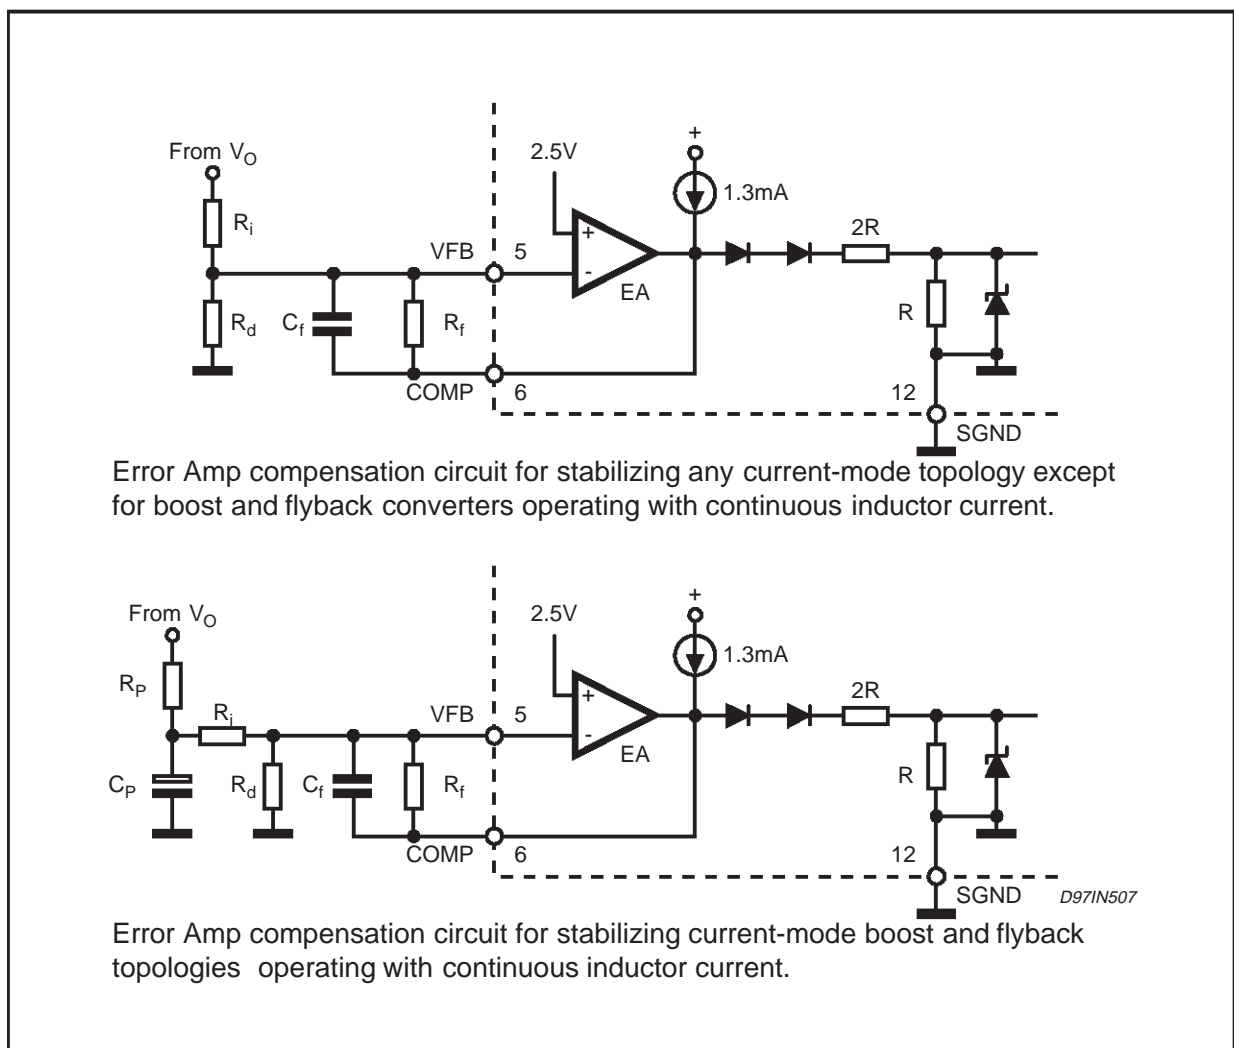 From VO
Ri
Rd
Cf
Rf
VFB
5
COMP
6
2.5V
+
-
EA
+
1.3mA
2R
R
12
SGND
Error Amp compensation circuit for stabilizing any current-mode topology except
for boost and flyback converters operating with continuous inductor current.
From VO
RP
CP
Ri
Rd
Cf
Rf
VFB
5
COMP
6
2.5V
+
-
EA
+
1.3mA
2R
R
12
SGND
D97IN507
Error Amp compensation circuit for stabilizing current-mode boost and flyback
topologies operating with continuous inductor current.